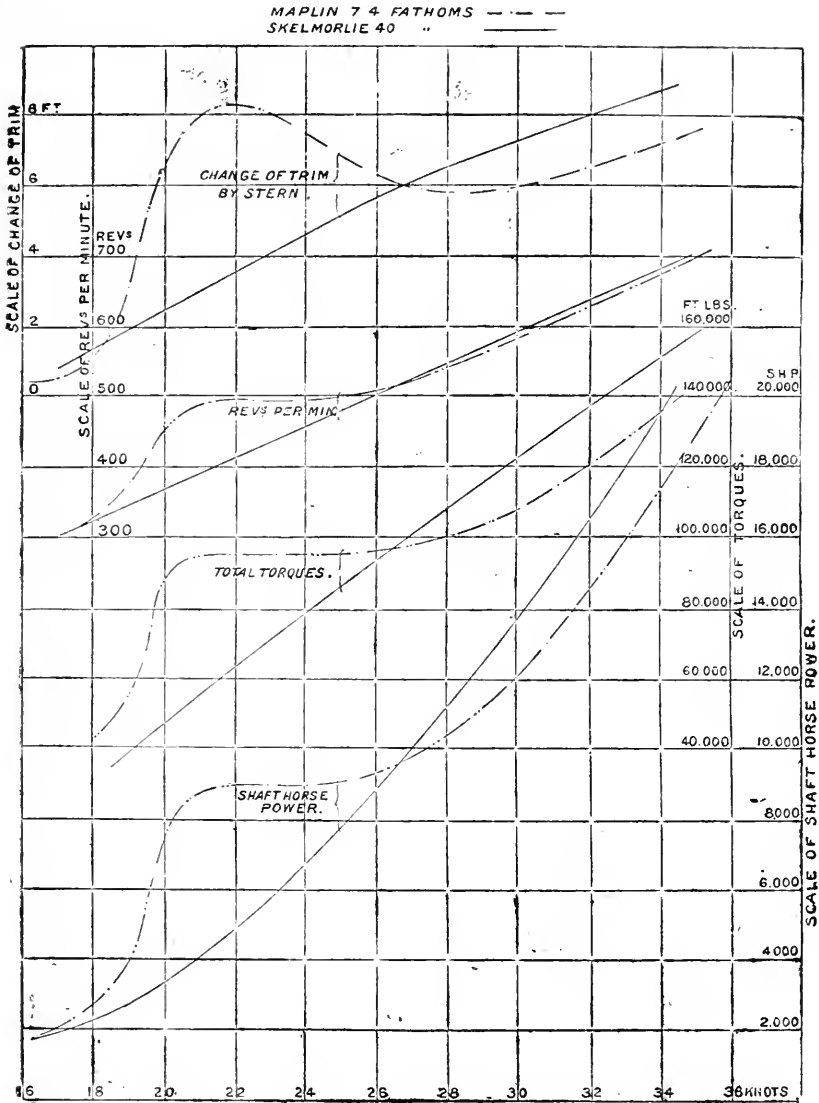 MAPLIN 7 4 FATHOMS
SKELMORLIE 40 "
SCALE OF CHANGE OF TRIM
8 FT
6
4
2
0
SCALE OF REVS PER MINUTE.
REVS
700
600
500
400
300
CHANGE OF TRIM
BY STERN.
REVS PER MIN
TOTAL TORQUES.
SHAFT HORSE
POWER.
FT LBS.
160,000
140000
120.000
100.000
80.000
60.000
40.000
SCALE OF TORQUES.
S.H.P.
20.000
18,000
16,000
14,000
12,000
10,000
8,000
6.000
4 000
2.000
SCALE OF SHAFT HORSE POWER.
16 18 20 22 24 26 28 30 32 34 36 KNOTS